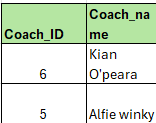 Coach_ID Coach_na
me
6 Kian
O'peara
5 Alfie winky